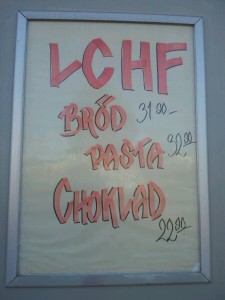 LCHF
BRÖD 31.00-
PASTA 32.00
CHOKLAD
22.00